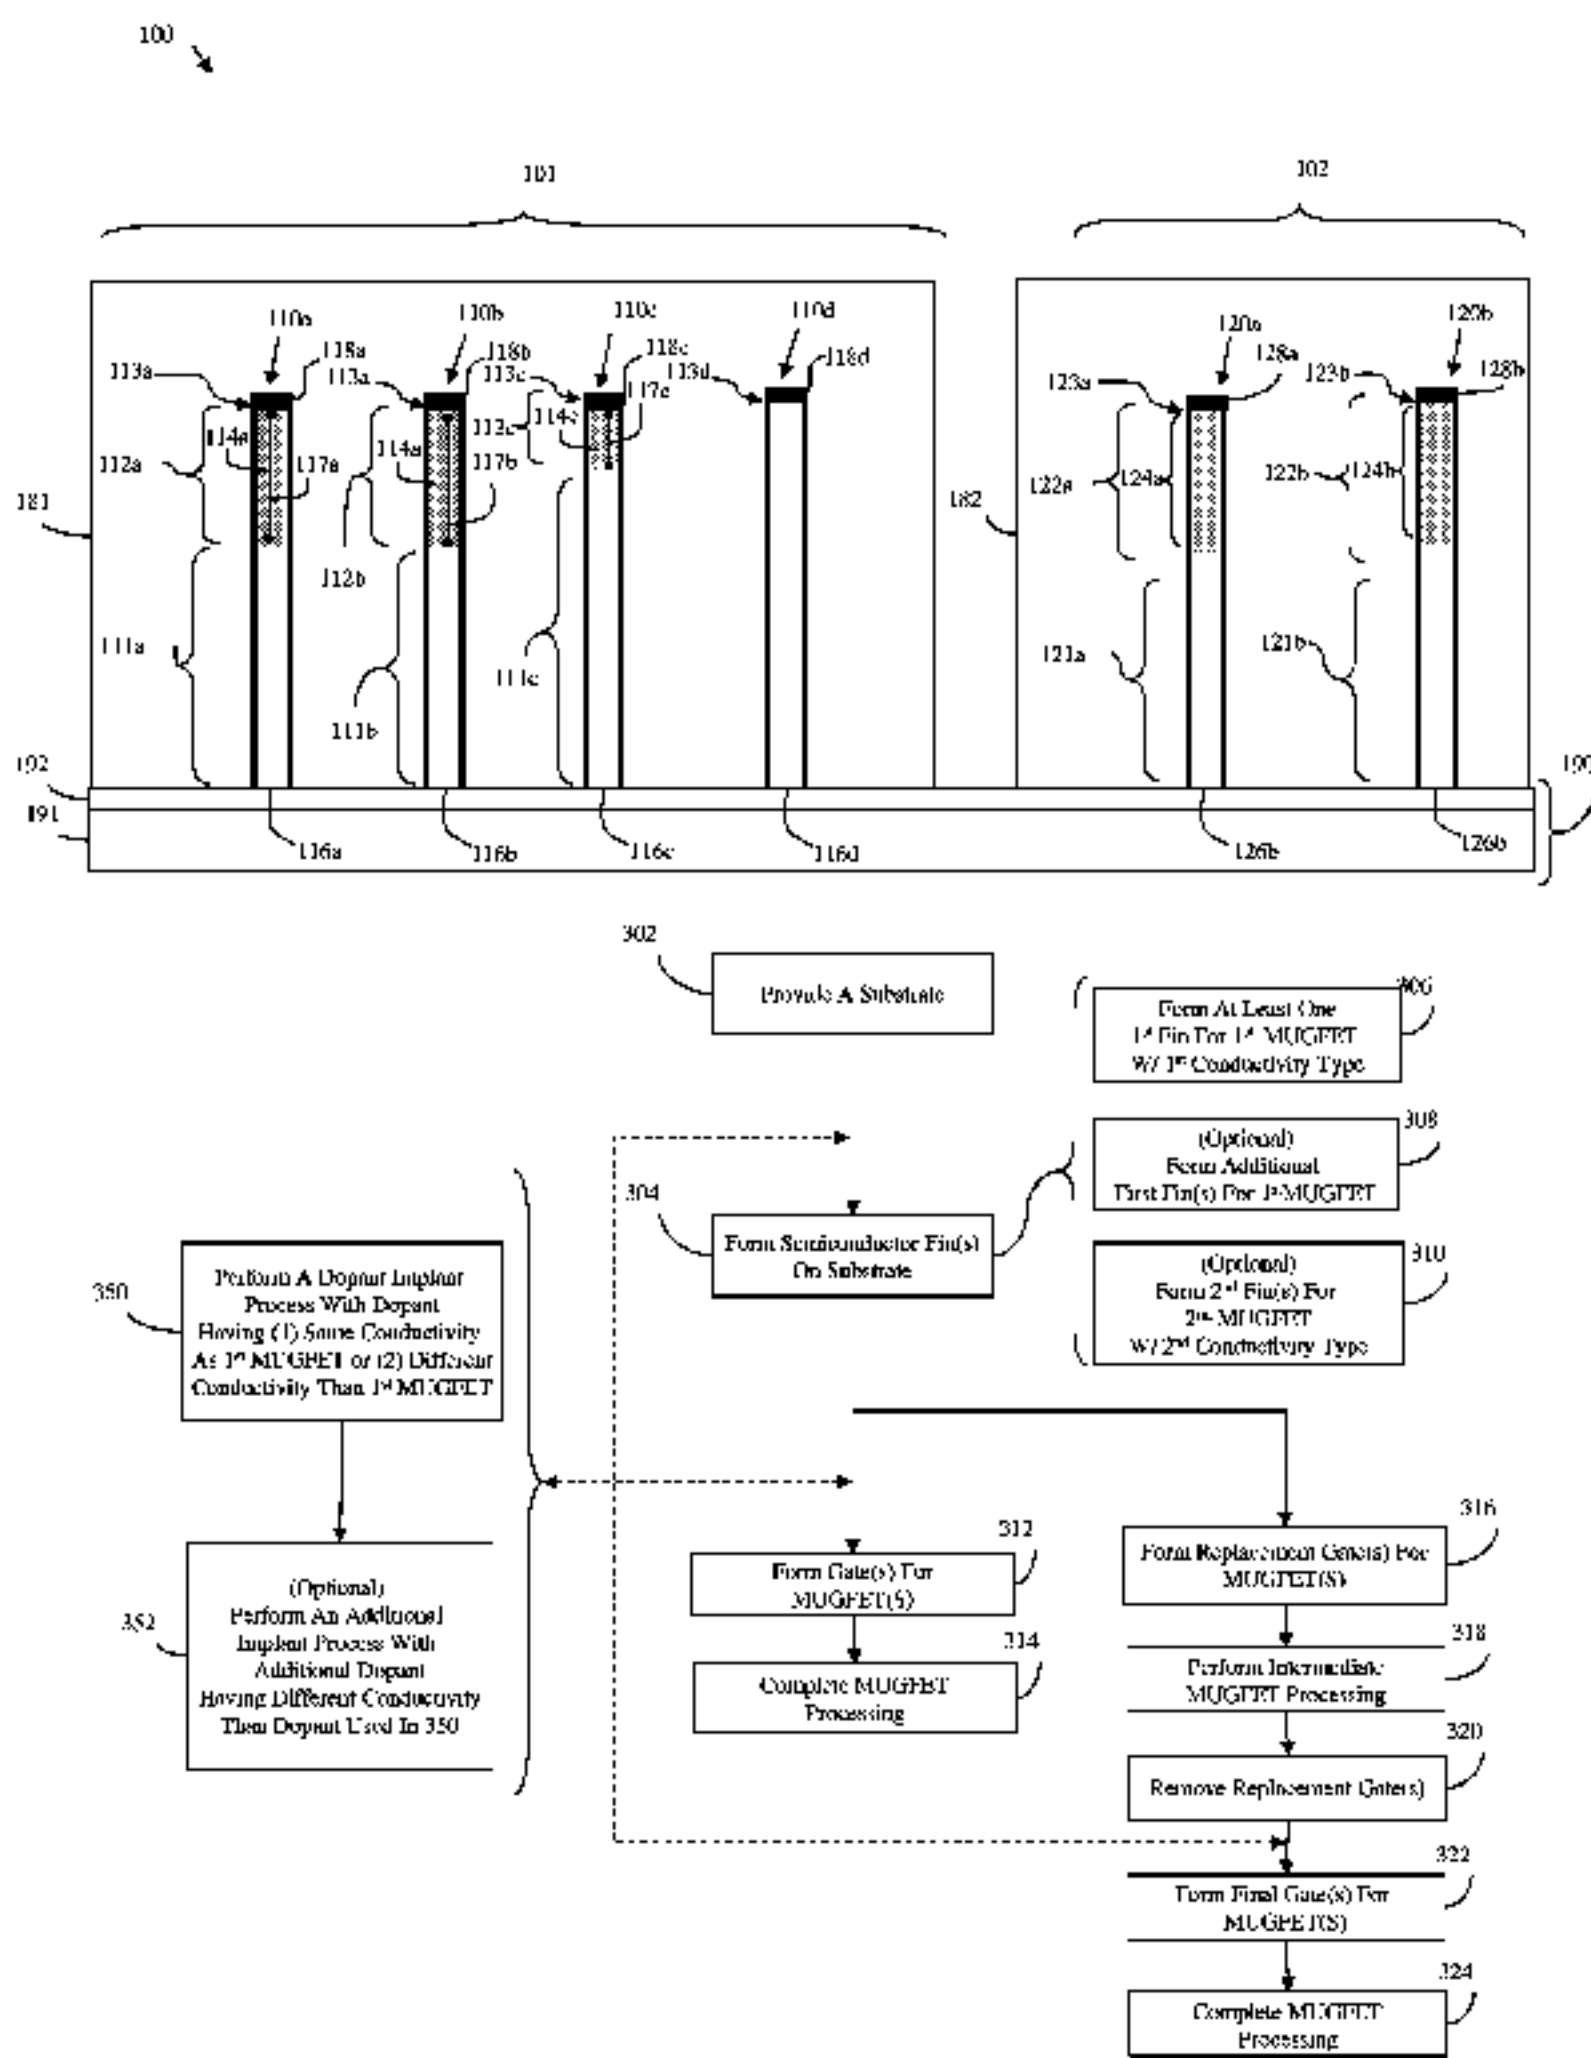 100
101
102
110a
110b
110c
110d
120a
120b
118a
118b
118c
118d
128a
128b
113a
113a
113c
113d
123a
123b
117c
112c
114c
114a
114a
112a
117a
117b
122a
124a
122b
124b
181
182
112b
111a
111b
111c
121a
121b
192
191
190
116a
116b
116c
116d
126b
126b
302
Provide A Substrate
306
Form At Least One
1st Fin For 1st MUGFET
W/ 1st Conductivity Type
308
(Optional)
Form Additional
First Fin(s) For 1st MUGFET
304
Form Semiconductor Fin(s)
On Substrate
310
(Optional)
Form 2nd Fin(s) For
2nd MUGFET
W/ 2nd Conductivity Type
350
Perform A Dopant Implant
Process With Dopant
Having (1) Same Conductivity
As 1st MUGFET or (2) Different
Conductivity Than 1st MUGFET
352
(Optional)
Perform An Additional
Implant Process With
Additional Dopant
Having Different Conductivity
Than Dopant Used In 350
312
Form Gate(s) For
MUGFET(S)
314
Complete MUGFET
Processing
316
Form Replacement Gate(s) For
MUGFET(S)
318
Perform Intermediate
MUGFET Processing
320
Remove Replacement Gate(s)
322
Form Final Gate(s) For
MUGFET(S)
324
Complete MUGFET
Processing